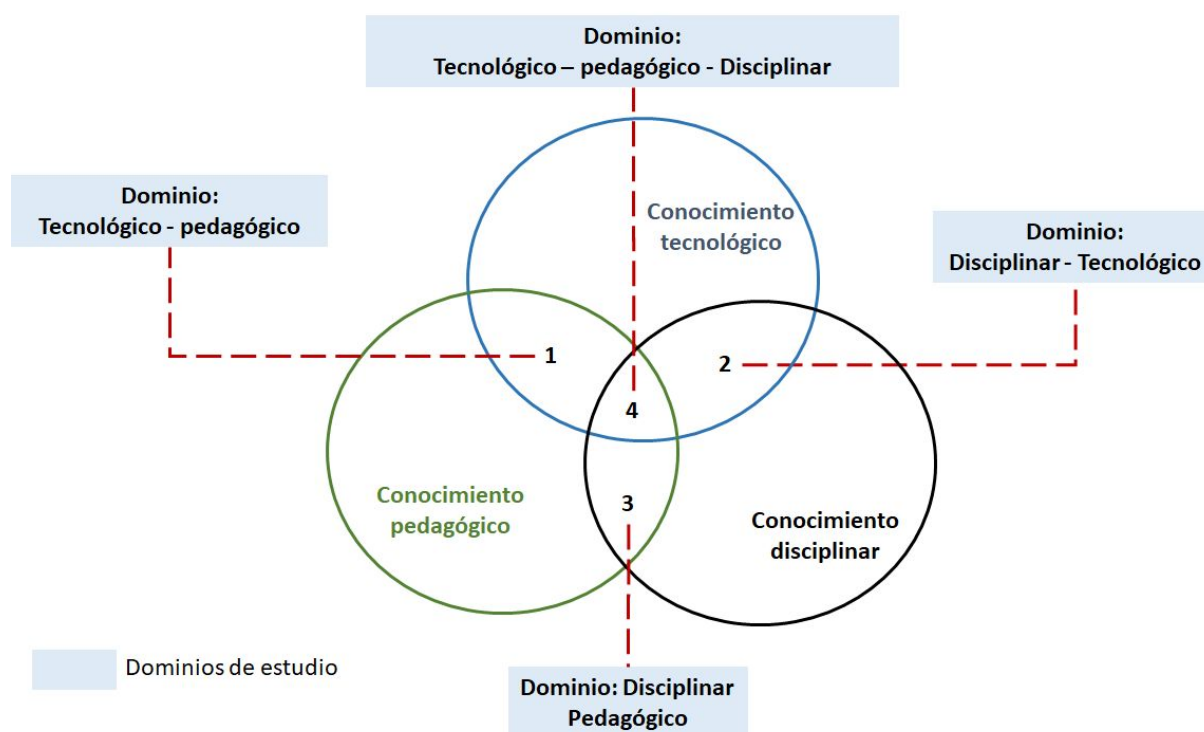 Dominio:
Tecnológico – pedagógico - Disciplinar
Dominio:
Tecnológico - pedagógico
Conocimiento
tecnológico
Dominio:
Disciplinar - Tecnológico
1
2
4
3
Conocimiento
pedagógico
Conocimiento
disciplinar
Dominios de estudio
Dominio: Disciplinar
Pedagógico